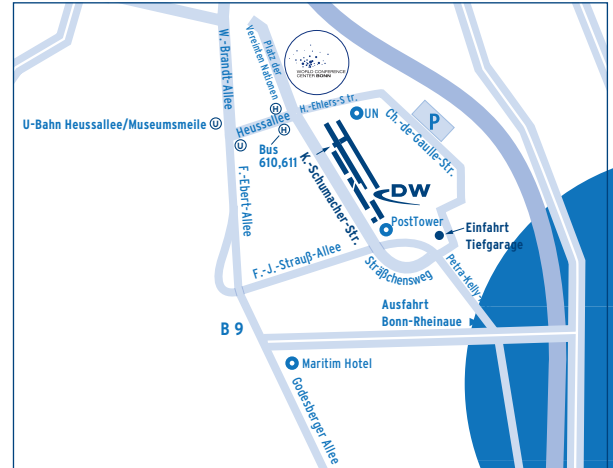 W.-Brandt-Allee
Platz der
Vereinten Nationen
WORLD CONFERENCE
CENTER BONN
H
H.-Ehlers-Str.
UN
P
Ch.-de-Gaulle-Str.
U-Bahn Heussallee/Museumsmeile U
Heussallee
H
U
Bus
610,611
K.-Schumacher-Str.
DW
F.-Ebert-Allee
PostTower
Einfahrt
Tiefgarage
F.-J.-Strauß-Allee
Sträßchensweg
Petra-Kelly-
Ausfahrt
Bonn-Rheinaue
B 9
Maritim Hotel
Godesberger Allee